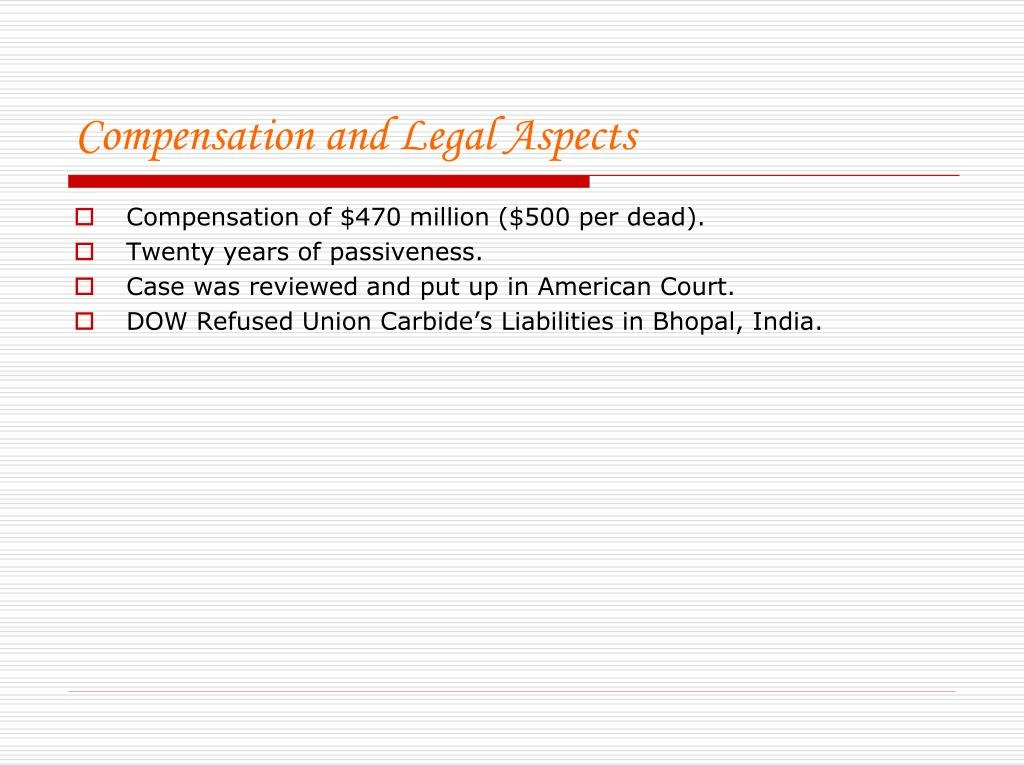 Compensation and Legal Aspects
Compensation of $470 million ($500 per dead).
Twenty years of passiveness.
Case was reviewed and put up in American Court.
DOW Refused Union Carbide’s Liabilities in Bhopal, India.